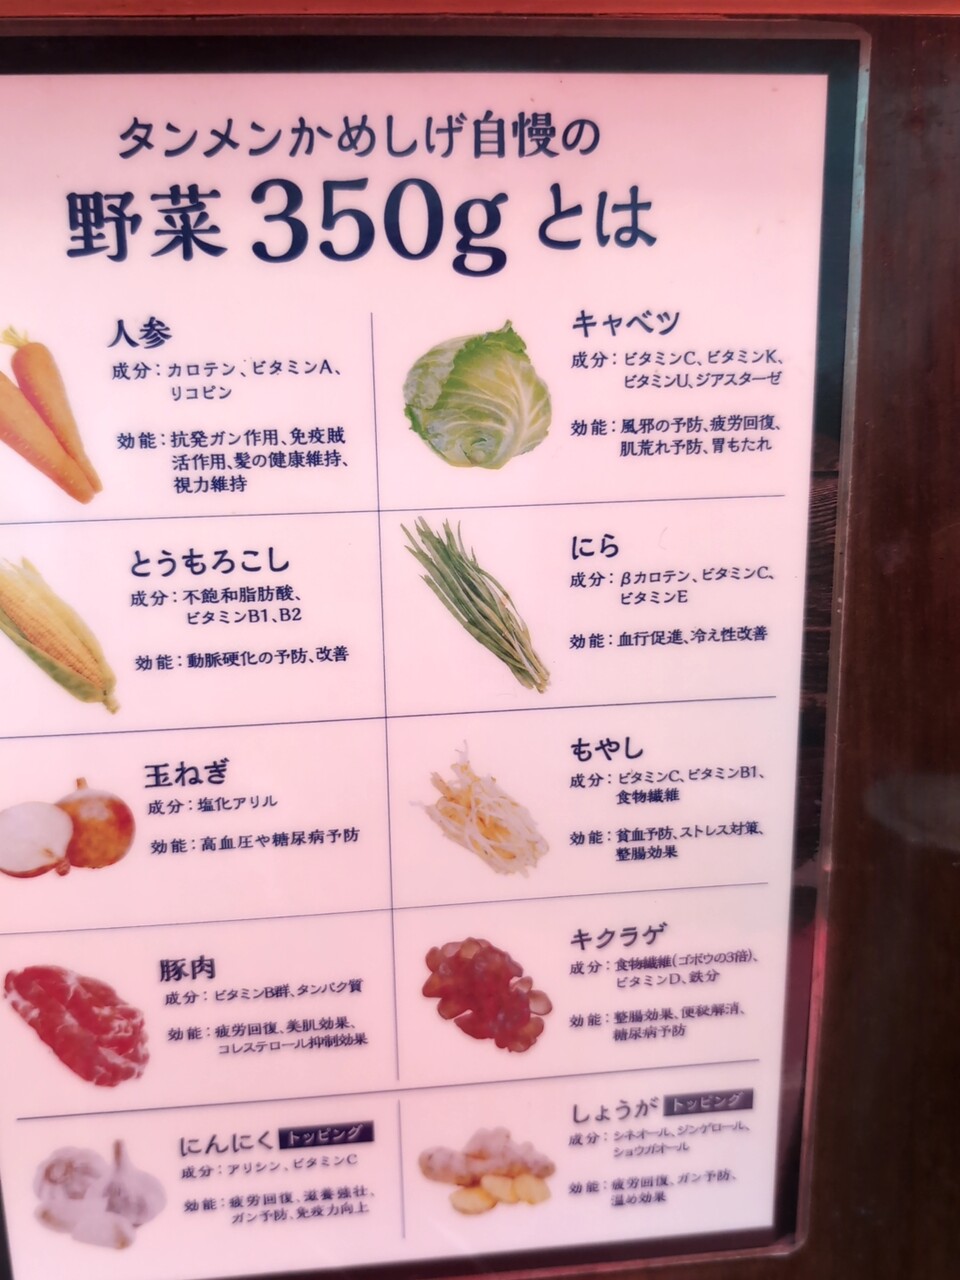 タンメンかめしげ自慢の
野菜350gとは
人参
成分：カロテン、ビタミンA、
リコピン
効能：抗発ガン作用、免疫賊
活作用、髪の健康維持、
視力維持
キャベツ
成分：ビタミンC、ビタミンK、
ビタミンU、ジアスターゼ
効能：風邪の予防、疲労回復、
肌荒れ予防、胃もたれ
とうもろこし
成分：不飽和脂肪酸、
ビタミンB1、B2
効能：動脈硬化の予防、改善
にら
成分：βカロテン、ビタミンC、
ビタミンE
効能：血行促進、冷え性改善
玉ねぎ
成分：塩化アリル
効能：高血圧や糖尿病予防
もやし
成分：ビタミンC、ビタミンB1、
食物繊維
効能：貧血予防、ストレス対策、
整腸効果
豚肉
成分：ビタミンB群、タンパク質
効能：疲労回復、美肌効果、
コレステロール抑制効果
キクラゲ
成分：食物繊維(ゴボウの3倍)、
ビタミンD、鉄分
効能：整腸効果、便秘解消、
糖尿病予防
にんにく トッピング
成分：アリシン、ビタミンC
効能：疲労回復、滋養強壮、
ガン予防、免疫力向上
しょうが トッピング
成分：シネオール、ジンゲロール、
ショウガオール
効能：疲労回復、ガン予防、
温め効果